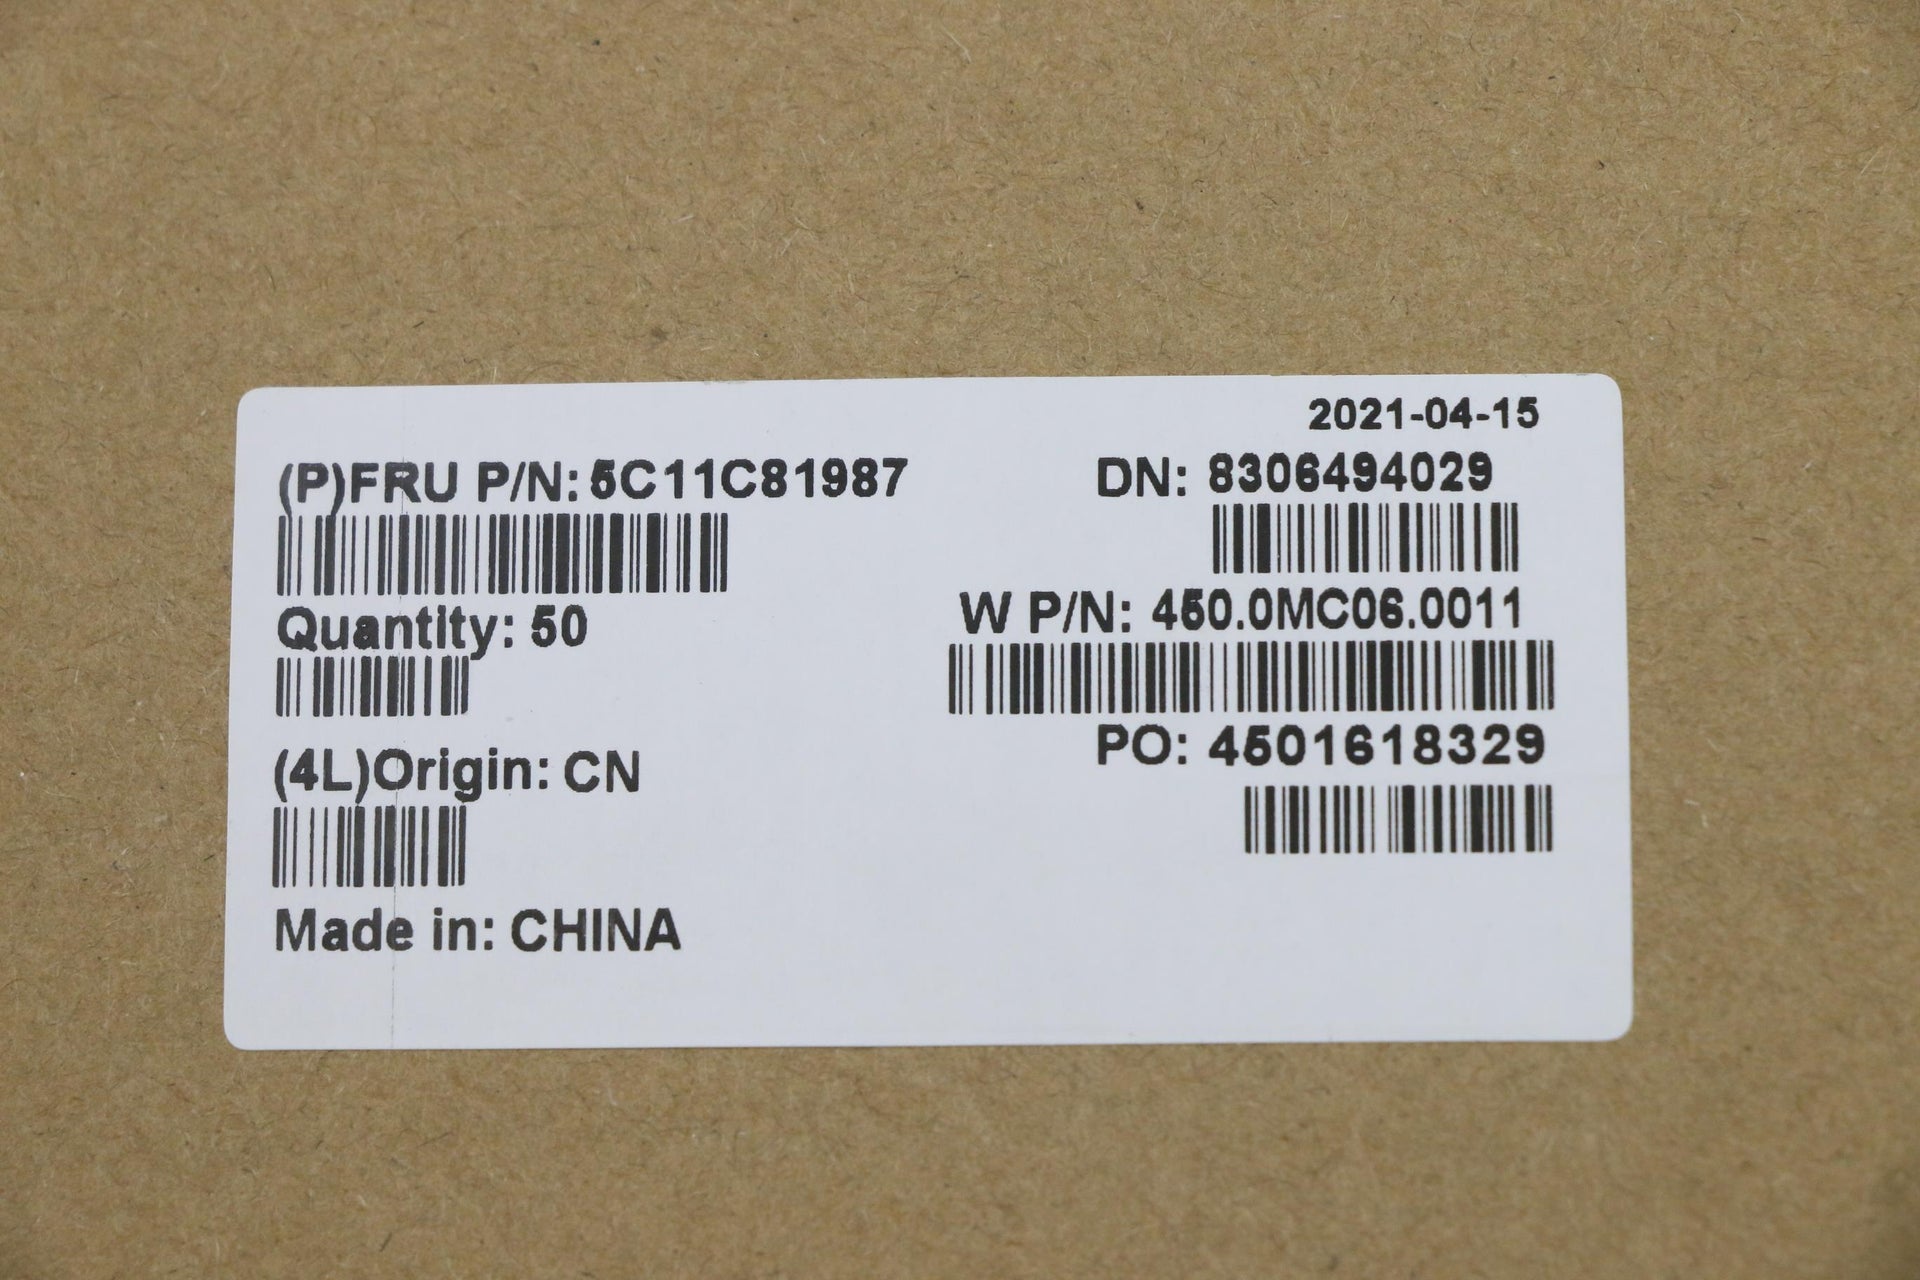 2021-04-15
(P)FRU P/N: 5C11C81987
DN: 8306494029
Quantity: 50
W P/N: 450.0MC06.0011
(4L)Origin: CN
PO: 4501618329
Made in: CHINA